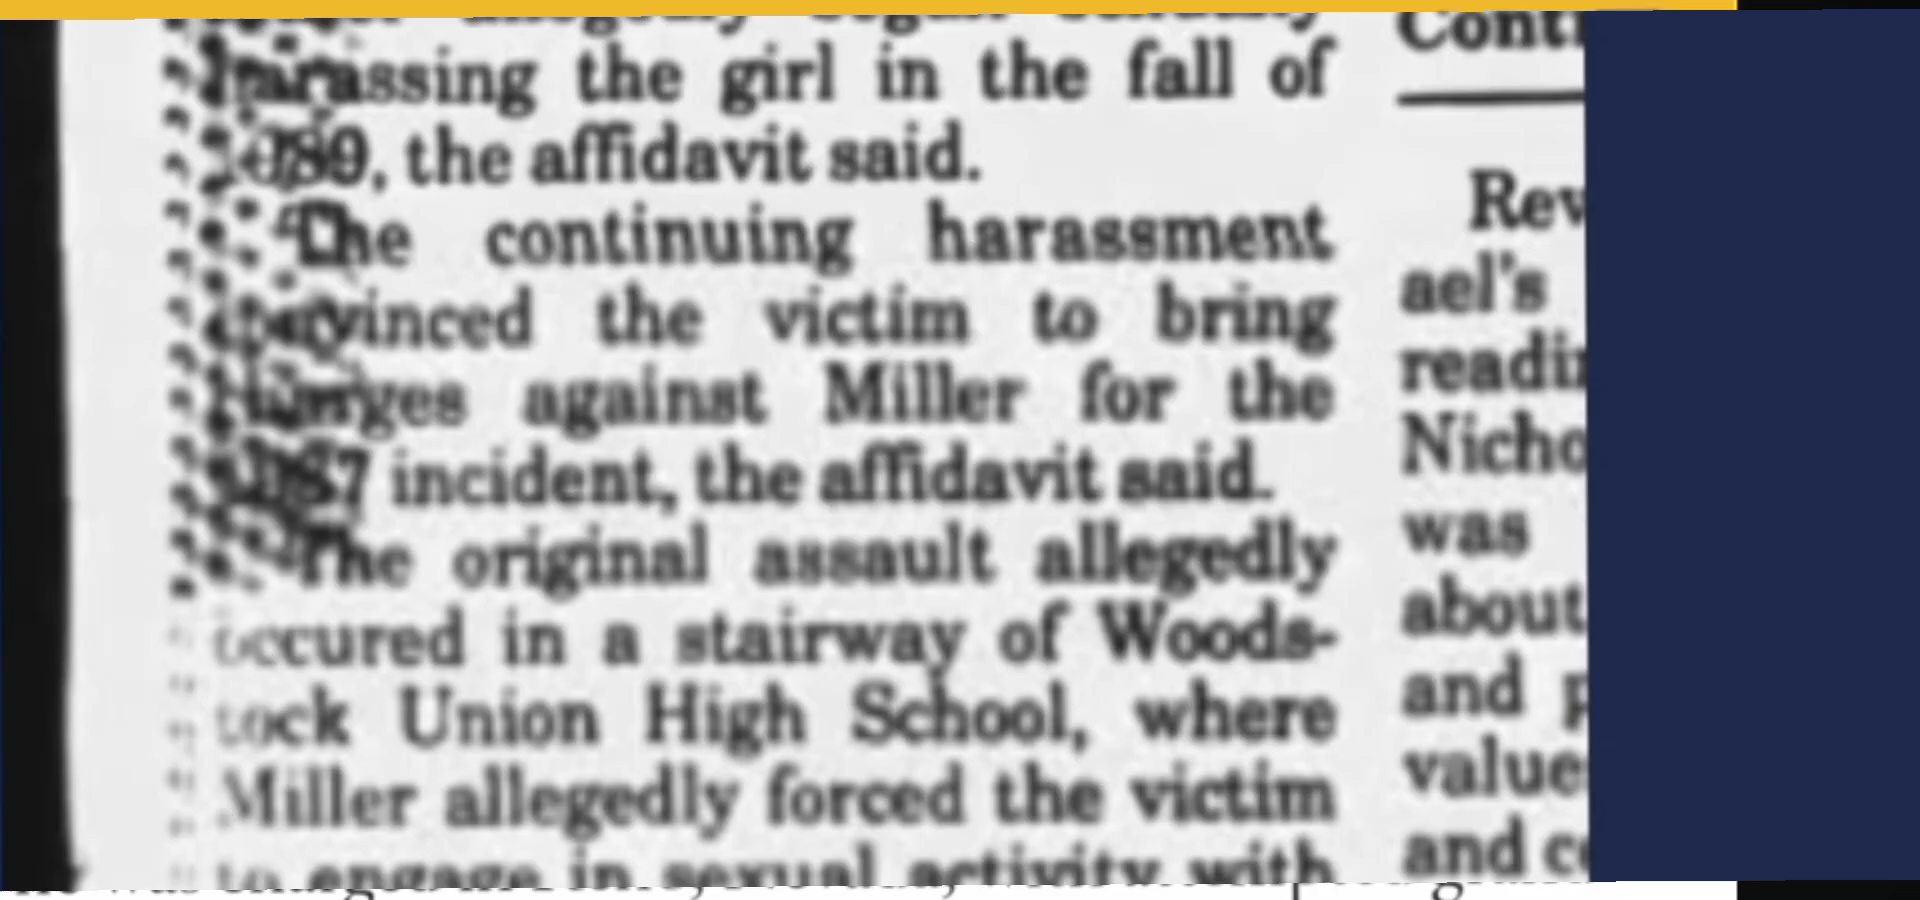 harassing the girl in the fall of
1989, the affidavit said.
The continuing harassment
convinced the victim to bring
charges against Miller for the
1987 incident, the affidavit said.
The original assault allegedly
occured in a stairway of Woods-
tock Union High School, where
Miller allegedly forced the victim
to engage in sexual activity with
Conti
Rev
ael's
readin
Nicho
was
about
and p
value
and co